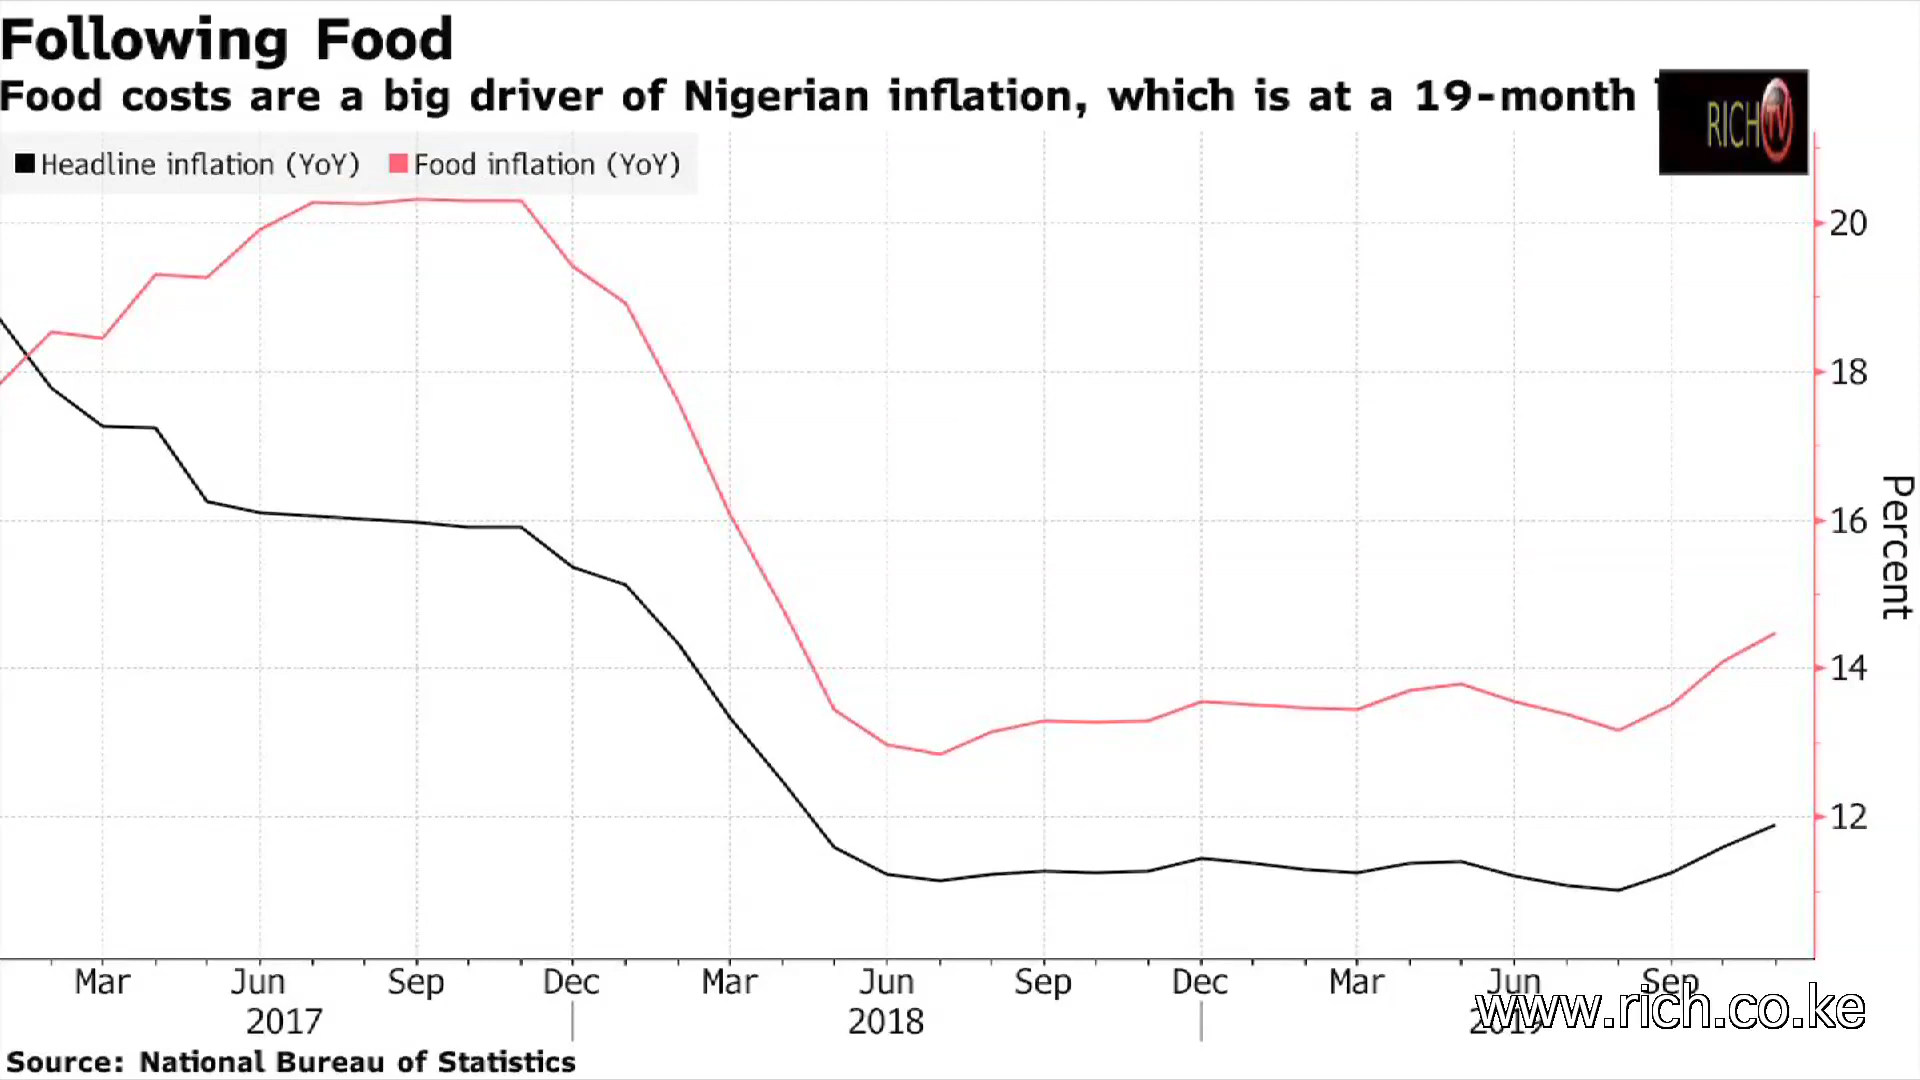 Following Food
Food costs are a big driver of Nigerian inflation, which is at a 19-month
RICH TV
Headline inflation (YoY) Food inflation (YoY)
20
18
16
14
12
Percent
Mar Jun Sep Dec Mar Jun Sep Dec Mar Jun Sep
2017 2018 2019
www.rich.co.ke
Source: National Bureau of Statistics